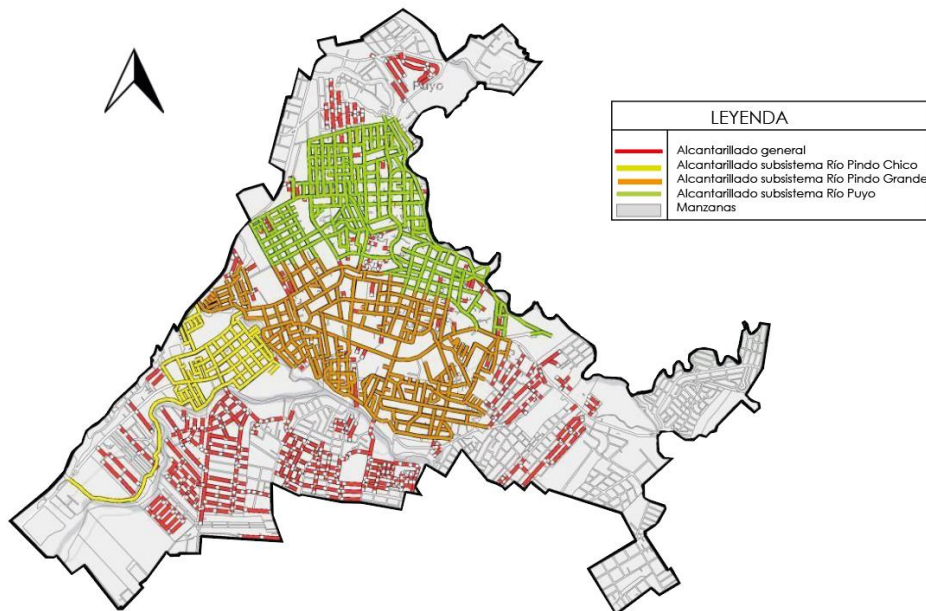 Puyo
LEYENDA
Alcantarillado general
Alcantarillado subsistema Río Pindo Chico
Alcantarillado subsistema Río Pindo Grande
Alcantarillado subsistema Río Puyo
Manzanas